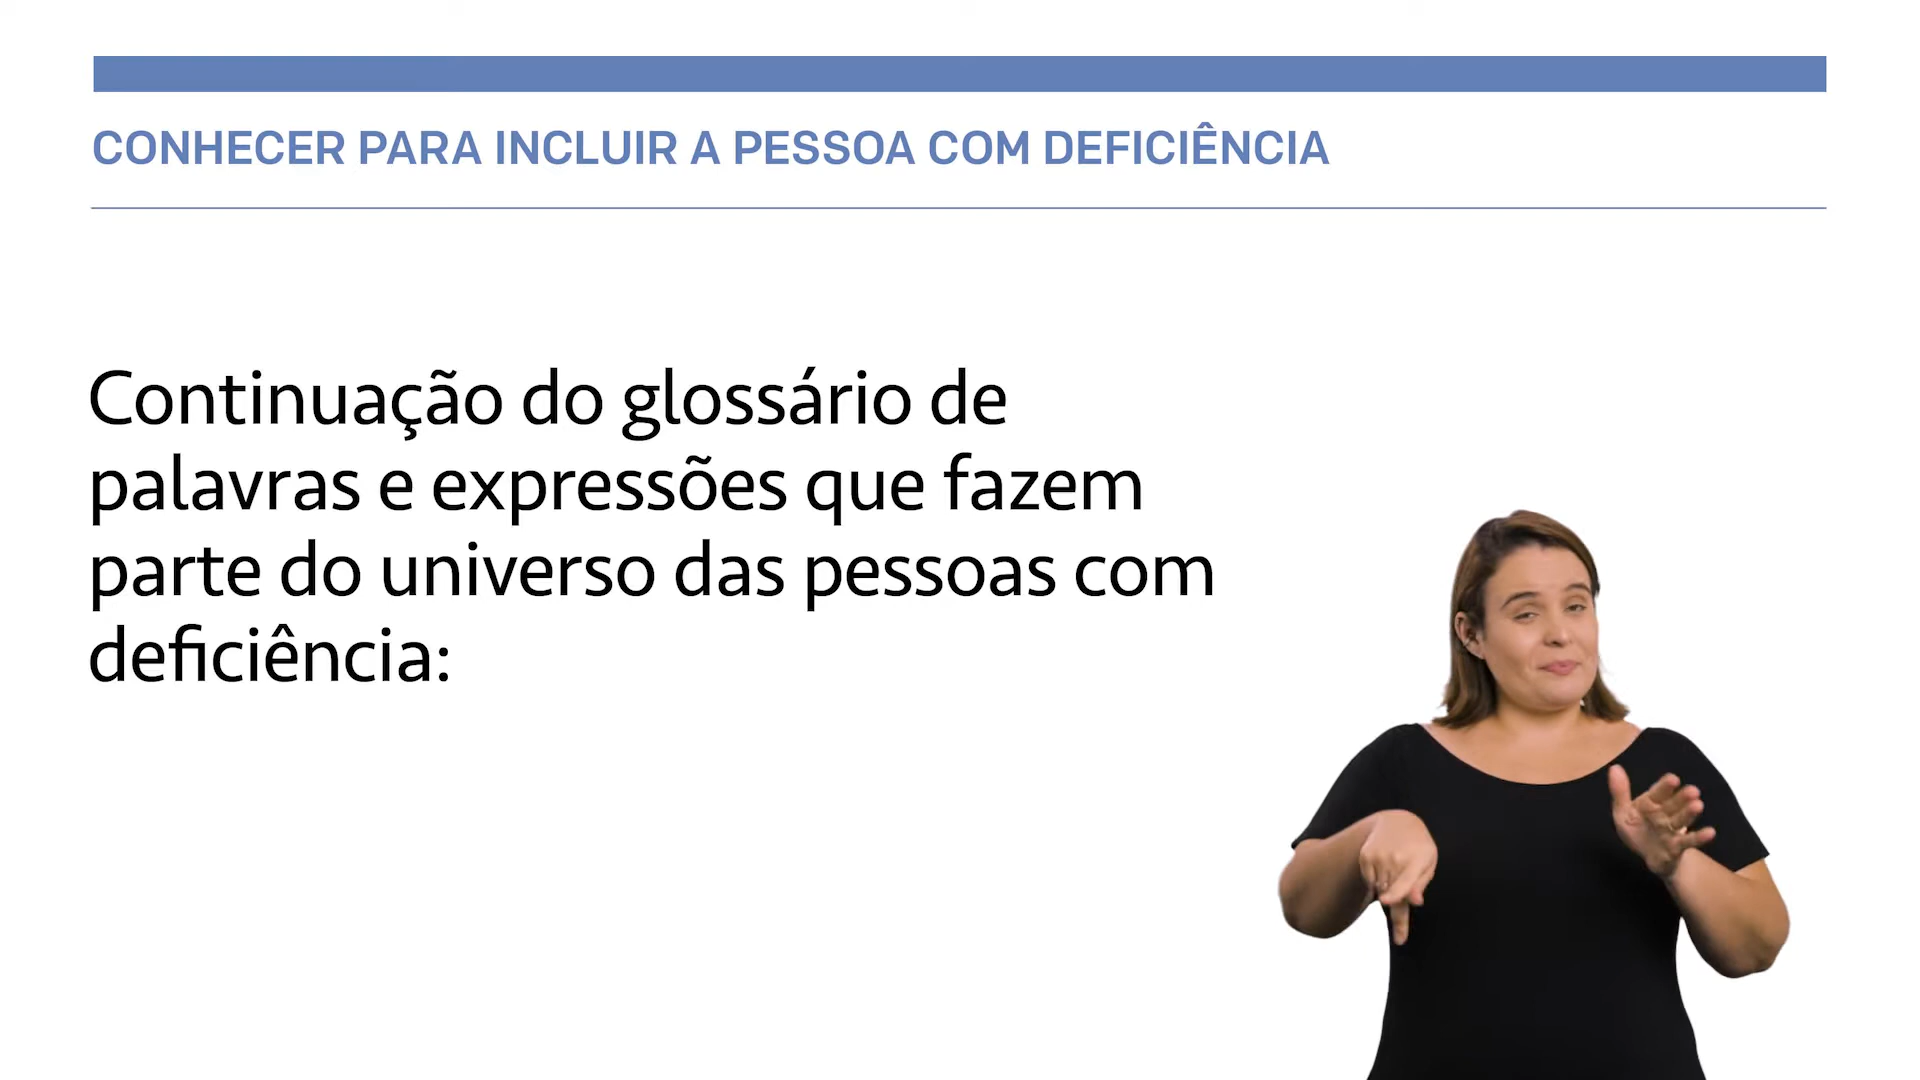 CONHECER PARA INCLUIR A PESSOA COM DEFICIÊNCIA
Continuação do glossário de
palavras e expressões que fazem
parte do universo das pessoas com
deficiência: